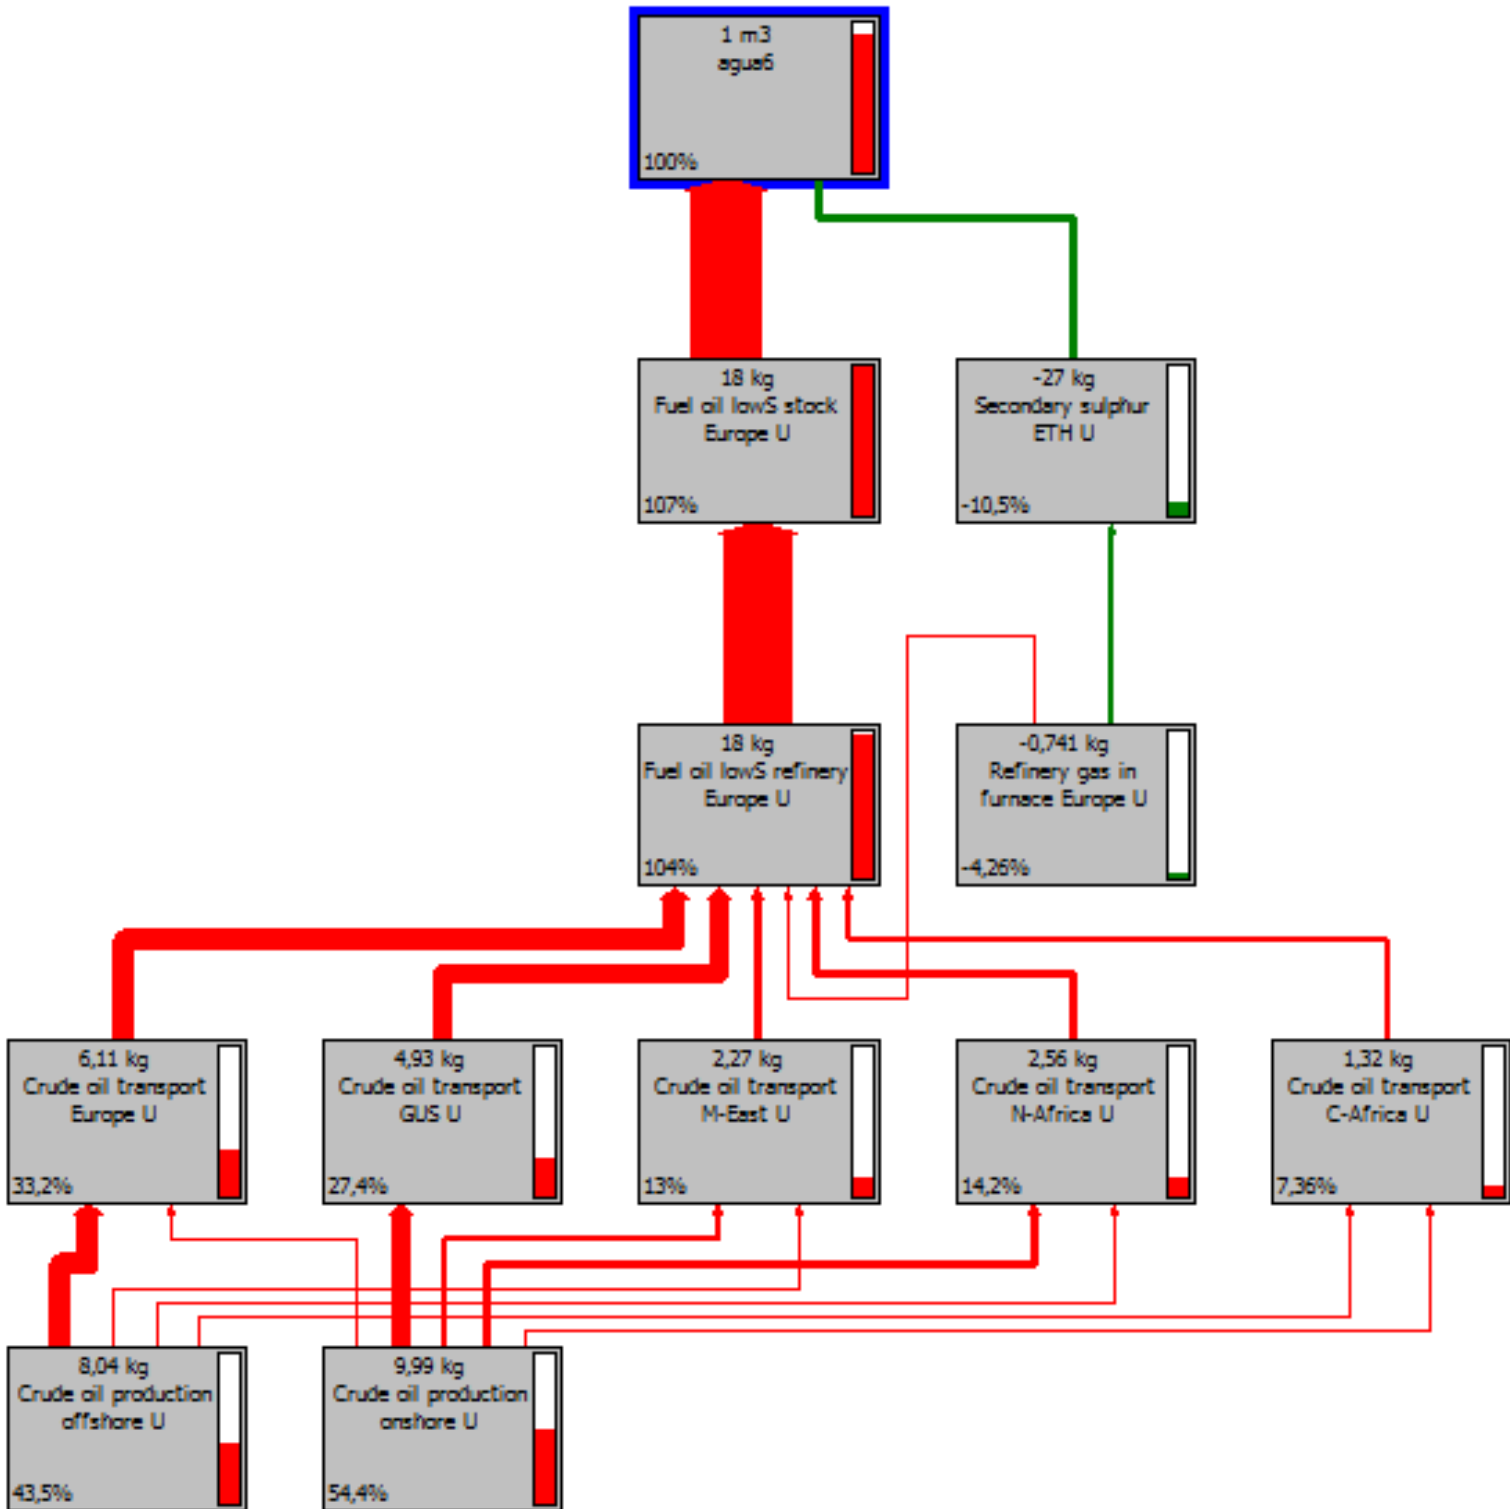 1 m3
agua6
100%
18 kg
Fuel oil lowS stock
Europe U
107%
-27 kg
Secondary sulphur
ETH U
-10,5%
18 kg
Fuel oil lowS refinery
Europe U
104%
-0,741 kg
Refinery gas in
furnace Europe U
-4,26%
6,11 kg
Crude oil transport
Europe U
33,2%
4,93 kg
Crude oil transport
GUS U
27,4%
2,27 kg
Crude oil transport
M-East U
13%
2,56 kg
Crude oil transport
N-Africa U
14,2%
1,32 kg
Crude oil transport
C-Africa U
7,36%
8,04 kg
Crude oil production
offshore U
43,5%
9,99 kg
Crude oil production
onshore U
54,4%